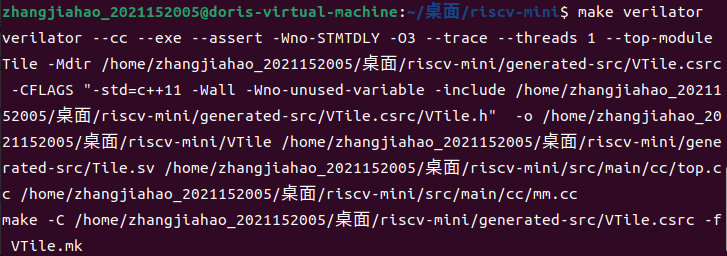 zhangjiahao_2021152005@doris-virtual-machine:~/桌面/riscv-mini$ make verilator
verilator --cc --exe --assert -Wno-STMTDLY -O3 --trace --threads 1 --top-module
Tile -Mdir /home/zhangjiahao_2021152005/桌面/riscv-mini/generated-src/VTile.csrc
 -CFLAGS "-std=c++11 -Wall -Wno-unused-variable -include /home/zhangjiahao_20211
52005/桌面/riscv-mini/generated-src/VTile.csrc/VTile.h"  -o /home/zhangjiahao_20
21152005/桌面/riscv-mini/VTile /home/zhangjiahao_2021152005/桌面/riscv-mini/gene
rated-src/Tile.sv /home/zhangjiahao_2021152005/桌面/riscv-mini/src/main/cc/top.c
c /home/zhangjiahao_2021152005/桌面/riscv-mini/src/main/cc/mm.cc
make -C /home/zhangjiahao_2021152005/桌面/riscv-mini/generated-src/VTile.csrc -f
 VTile.mk